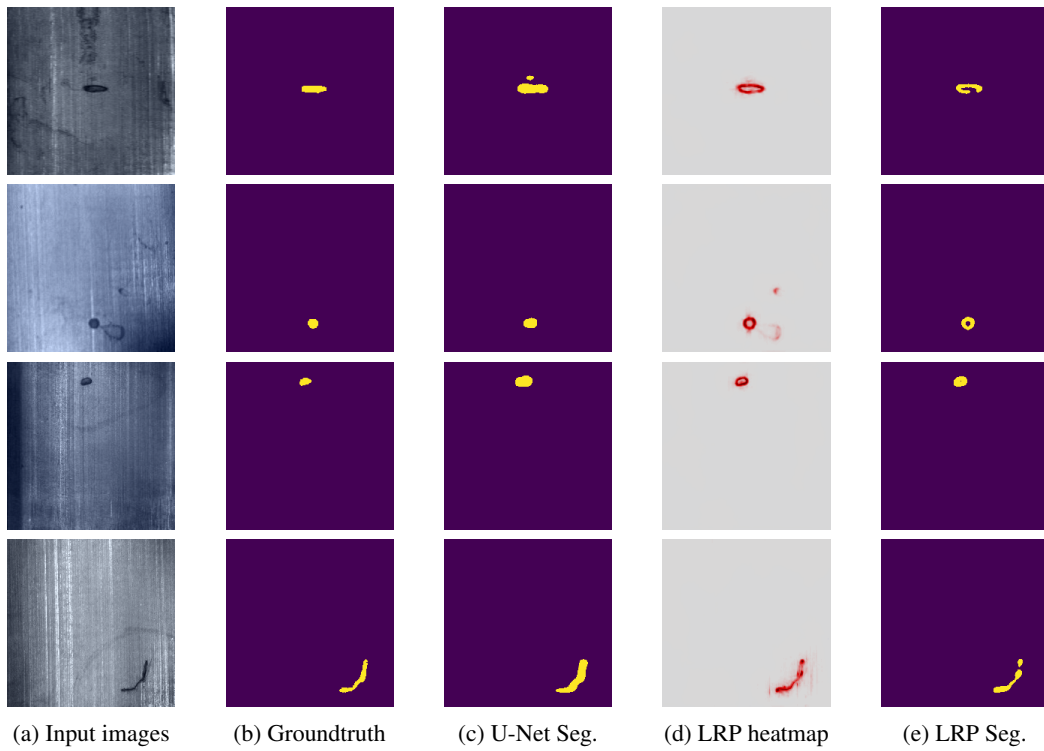 (a) Input images
(b) Groundtruth
(c) U-Net Seg.
(d) LRP heatmap
(e) LRP Seg.